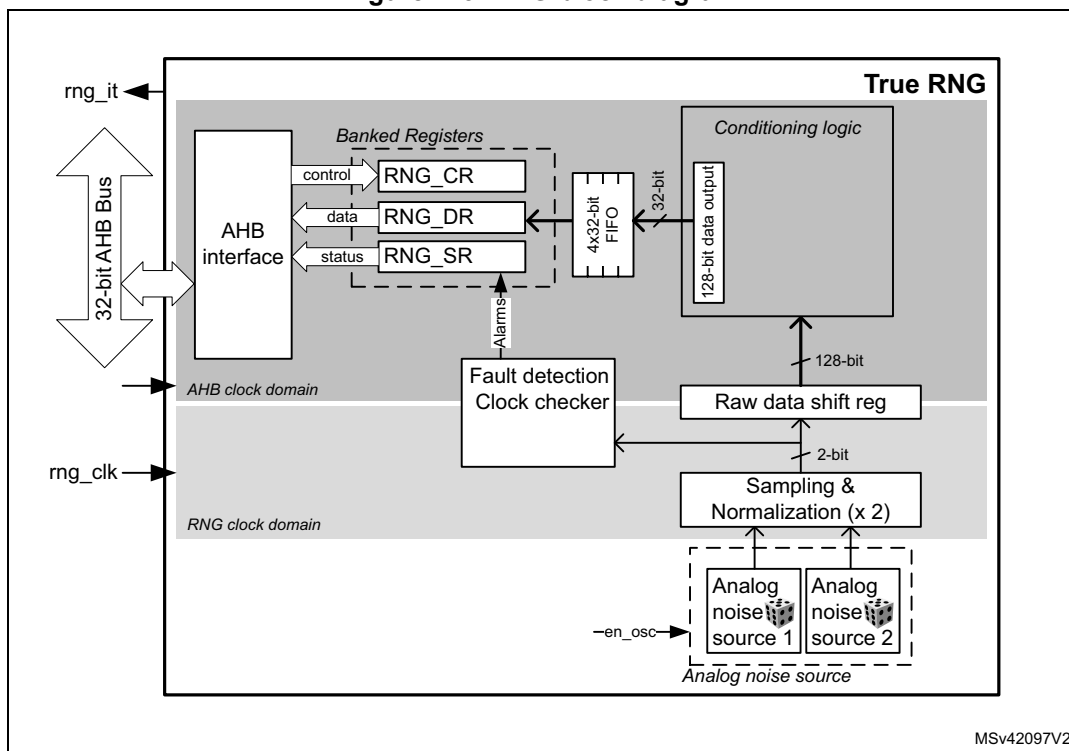 True RNG
rng_it
Conditioning logic
Banked Registers
control
RNG_CR
data
RNG_DR
status
RNG_SR
AHB
interface
32-bit AHB Bus
4x32-bit
FIFO
32-bit
128-bit data output
Alarms
128-bit
Fault detection
Clock checker
Raw data shift reg
AHB clock domain
2-bit
rng_clk
Sampling &
Normalization (x 2)
RNG clock domain
Analog
noise
source 1
Analog
noise
source 2
en_osc
Analog noise source
MSv42097V2